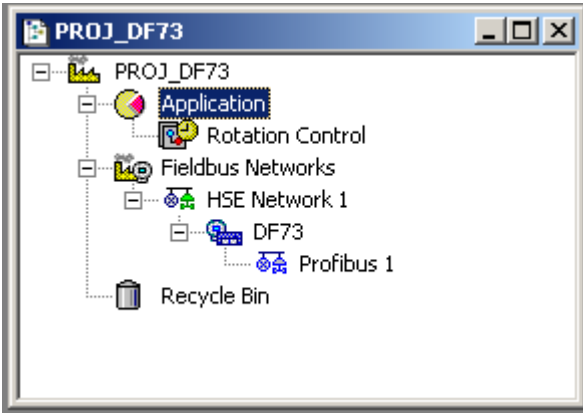 PROJ_DF73
PROJ_DF73
Application
Rotation Control
Fieldbus Networks
HSE Network 1
DF73
Profibus 1
Recycle Bin